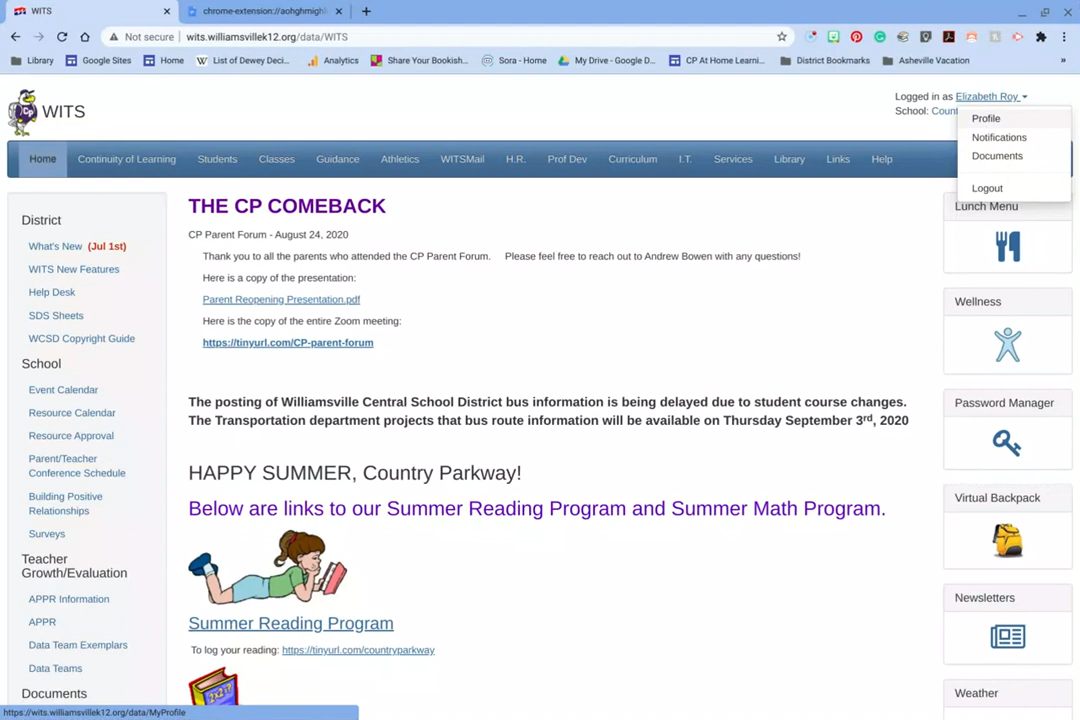 WITS
chrome-extension://aohghmighl
Not secure
wits.williamsvillek12.org/data/WITS
Library
Google Sites
Home
List of Dewey Deci...
Analytics
Share Your Bookish...
Sora - Home
My Drive - Google D...
CP At Home Learni...
District Bookmarks
Asheville Vacation
»
CP
WITS
Logged in as Elizabeth Roy
School: Count
Profile
Notifications
Documents
Logout
Home
Continuity of Learning
Students
Classes
Guidance
Athletics
WITSMail
H.R.
Prof Dev
Curriculum
I.T.
Services
Library
Links
Help
District
What's New (Jul 1st)
WITS New Features
Help Desk
SDS Sheets
WCSD Copyright Guide
School
Event Calendar
Resource Calendar
Resource Approval
Parent/Teacher
Conference Schedule
Building Positive
Relationships
Surveys
Teacher
Growth/Evaluation
APPR Information
APPR
Data Team Exemplars
Data Teams
Documents
THE CP COMEBACK
CP Parent Forum - August 24, 2020
Thank you to all the parents who attended the CP Parent Forum. Please feel free to reach out to Andrew Bowen with any questions!
Here is a copy of the presentation:
Parent Reopening Presentation.pdf
Here is the copy of the entire Zoom meeting:
https://tinyurl.com/CP-parent-forum
The posting of Williamsville Central School District bus information is being delayed due to student course changes.
The Transportation department projects that bus route information will be available on Thursday September 3rd, 2020
HAPPY SUMMER, Country Parkway!
Below are links to our Summer Reading Program and Summer Math Program.
Summer Reading Program
To log your reading: https://tinyurl.com/countryparkway
2x2=?
Lunch Menu
Wellness
Password Manager
Virtual Backpack
Newsletters
Weather
https://wits.williamsvillek12.org/data/MyProfile